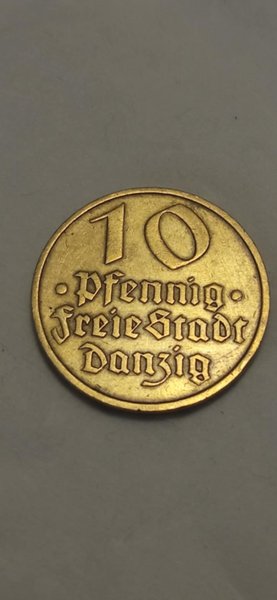 10
· Pfennig ·
Freie Stadt
Danzig